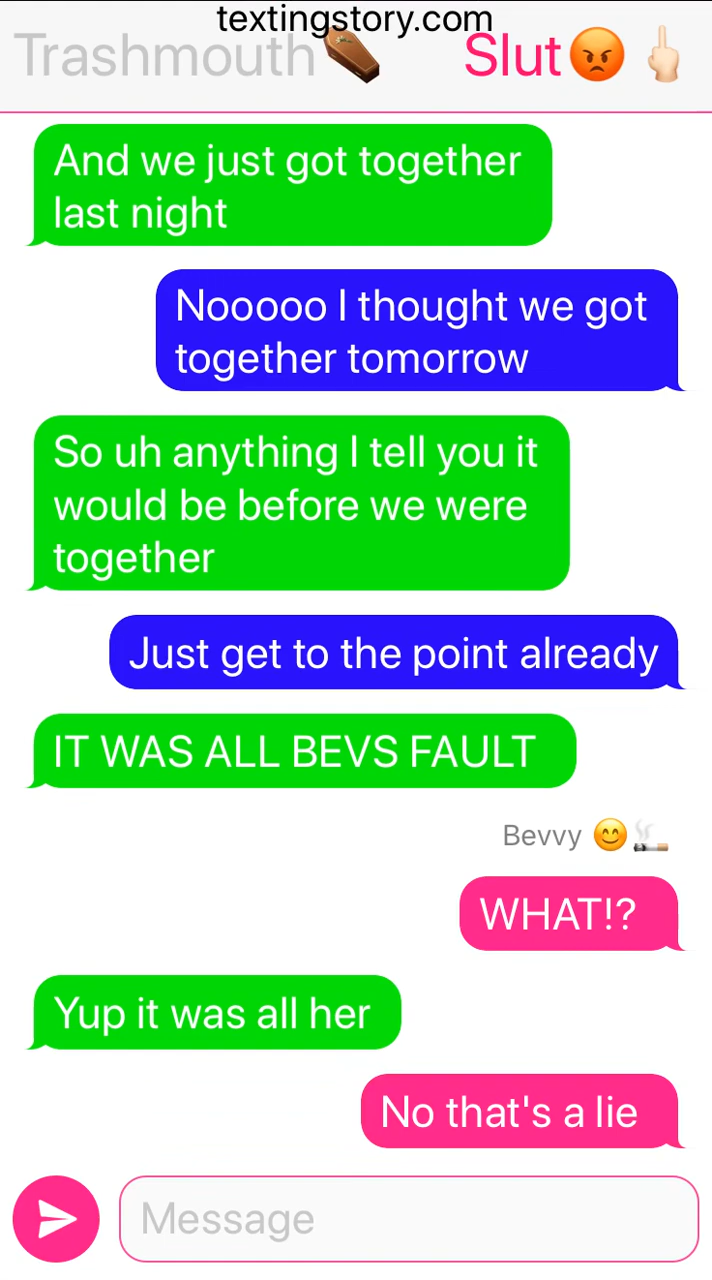 textingstory.com
Trashmouth⚰️ Slut😡🖕🏻
And we just got together
last night
Nooooo I thought we got
together tomorrow
So uh anything I tell you it
would be before we were
together
Just get to the point already
IT WAS ALL BEVS FAULT
Bevvy 😊🚬
WHAT!?
Yup it was all her
No that's a lie
Message